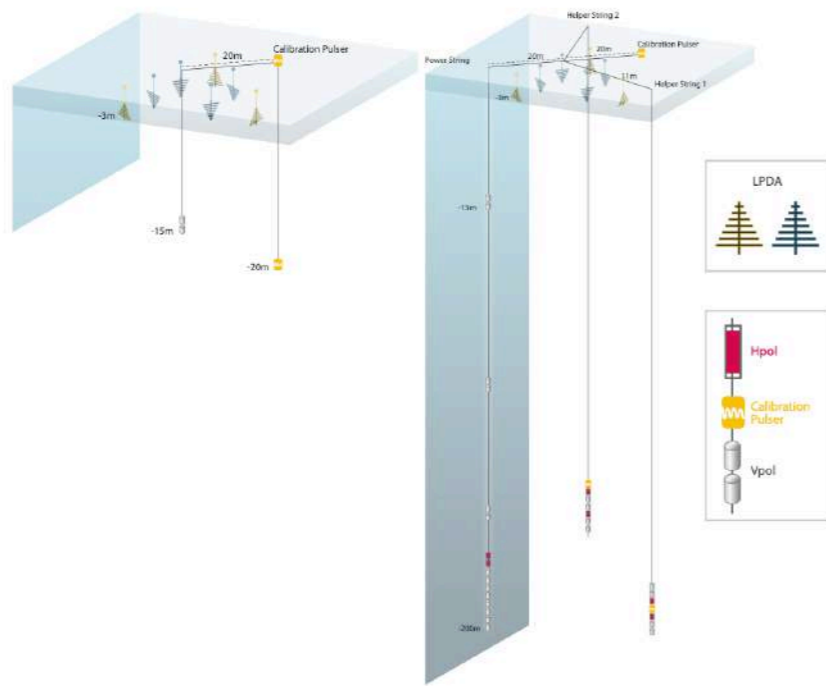 Calibration Pulser
20m
-3m
-15m
-20m
Helper String 2
20m
Calibration Pulser
Power String
20m
11m
Helper String 1
-3m
-15m
-200m
LPDA
Hpol
Calibration
Pulser
Vpol